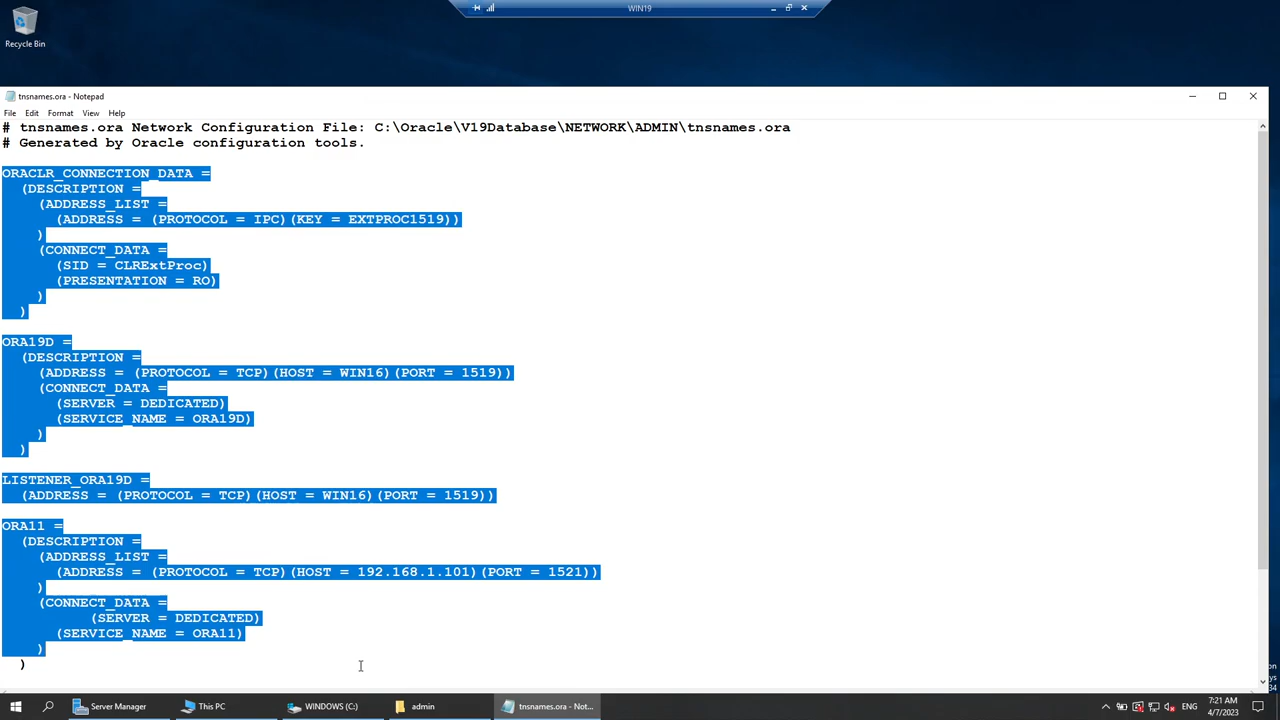 WIN19
Recycle Bin
tnsnames.ora - Notepad
File Edit Format View Help
# tnsnames.ora Network Configuration File: C:\Oracle\V19Database\NETWORK\ADMIN\tnsnames.ora
# Generated by Oracle configuration tools.
ORACLR_CONNECTION_DATA =
(DESCRIPTION =
(ADDRESS_LIST =
(ADDRESS = (PROTOCOL = IPC)(KEY = EXTPROC1519))
)
(CONNECT_DATA =
(SID = CLRExtProc)
(PRESENTATION = RO)
)
)
ORA19D =
(DESCRIPTION =
(ADDRESS = (PROTOCOL = TCP)(HOST = WIN16)(PORT = 1519))
(CONNECT_DATA =
(SERVER = DEDICATED)
(SERVICE_NAME = ORA19D)
)
)
LISTENER_ORA19D =
(ADDRESS = (PROTOCOL = TCP)(HOST = WIN16)(PORT = 1519))
ORA11 =
(DESCRIPTION =
(ADDRESS_LIST =
(ADDRESS = (PROTOCOL = TCP)(HOST = 192.168.1.101)(PORT = 1521))
)
(CONNECT_DATA =
(SERVER = DEDICATED)
(SERVICE_NAME = ORA11)
)
)
Server Manager This PC WINDOWS (C:) admin tnsnames.ora - Not... ENG 7:21 AM
4/7/2023